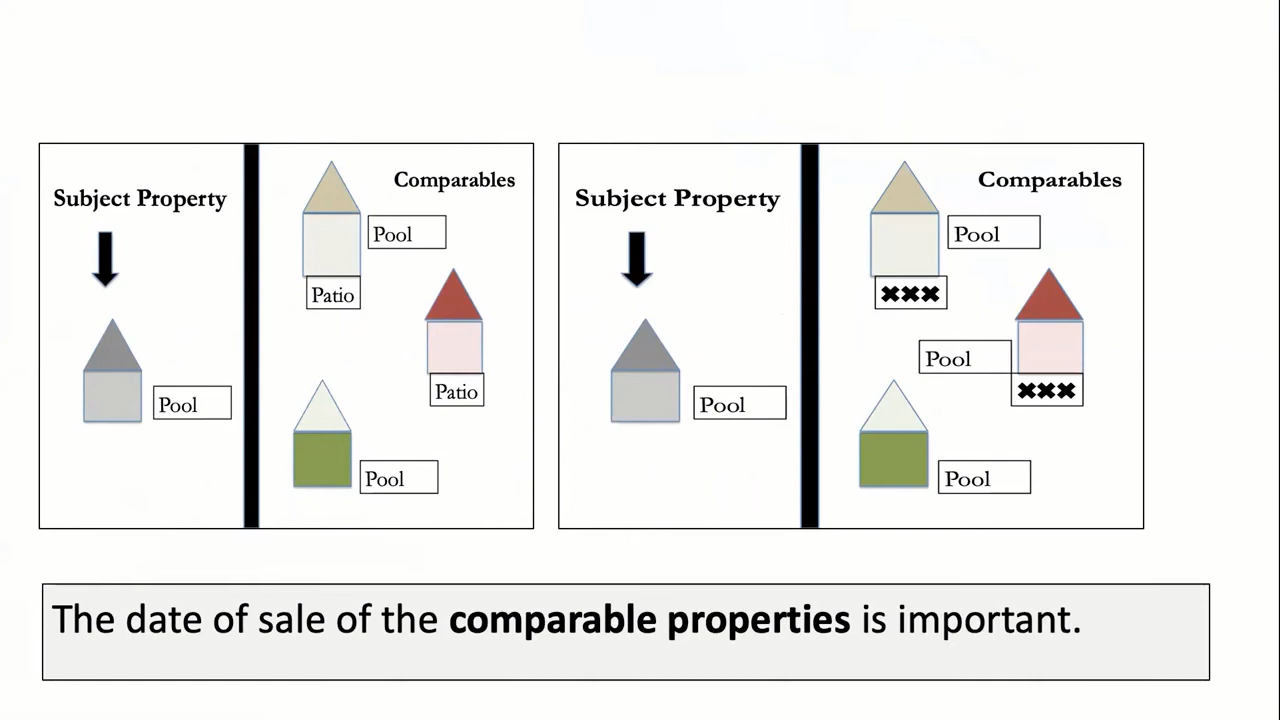 Subject Property
Comparables
Pool
Patio
Patio
Pool
Pool
Subject Property
Comparables
Pool
✖✖✖
Pool
✖✖✖
Pool
Pool
The date of sale of the comparable properties is important.